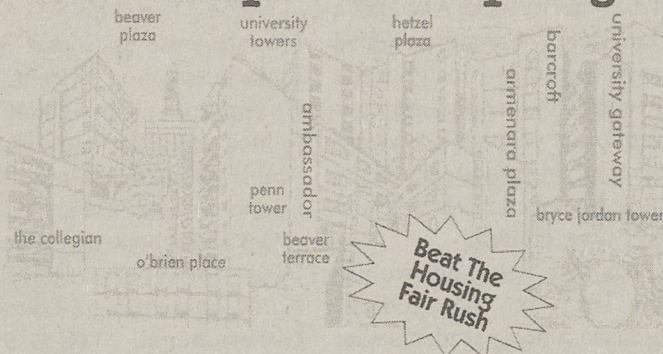 beaver
plaza
university
towers
hetzel
plaza
barcroft
university gateway
ambassador
armenara plaza
penn
tower
bryce jordan tower
the collegian
beaver
terrace
o'brien place
Beat The
Housing
Fair Rush